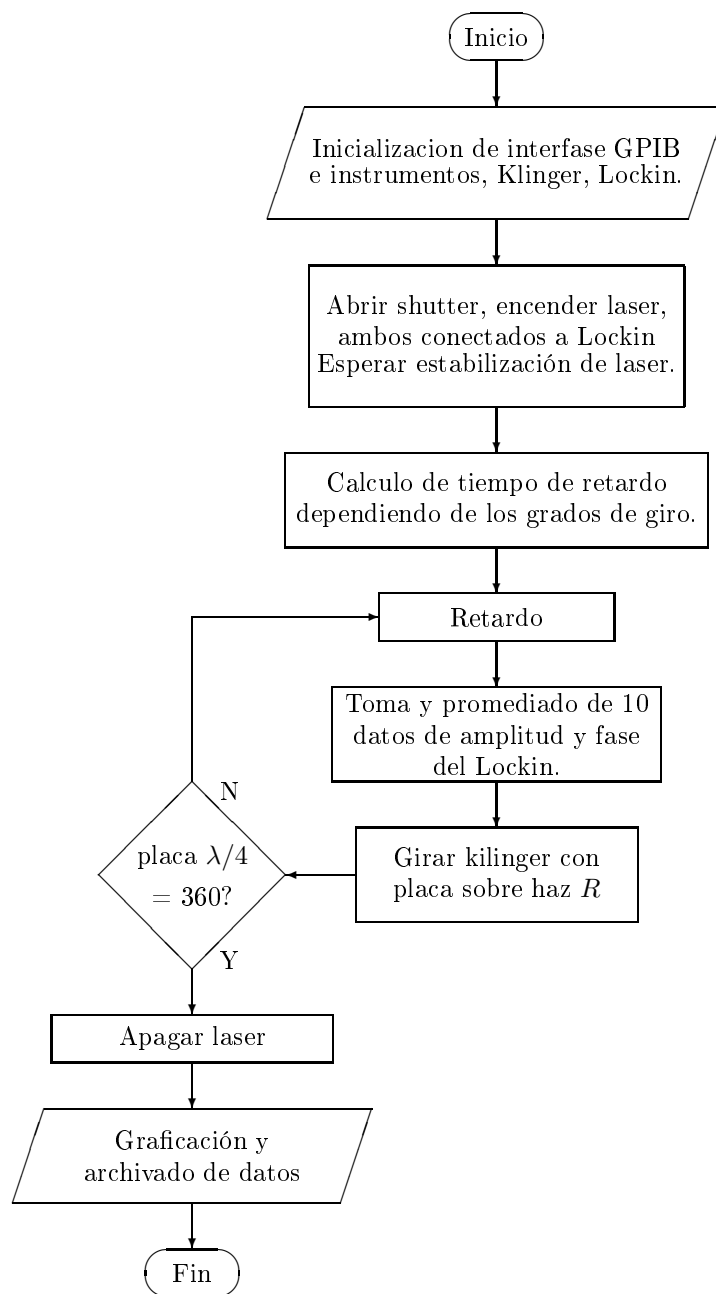 Inicio
Inicializacion de interfase GPIB
e instrumentos, Klinger, Lockin.
Abrir shutter, encender laser,
ambos conectados a Lockin
Esperar estabilización de laser.
Calculo de tiempo de retardo
dependiendo de los grados de giro.
Retardo
Toma y promediado de 10
datos de amplitud y fase
del Lockin.
Girar kilinger con
placa sobre haz R
N
placa λ/4
= 360?
Y
Apagar laser
Graficación y
archivado de datos
Fin